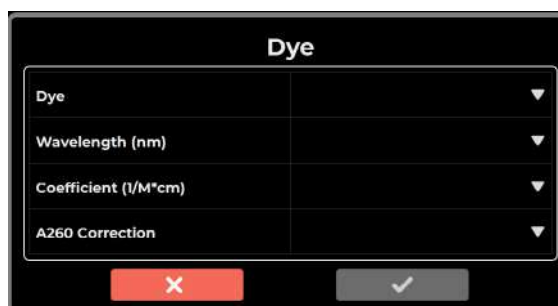 Dye
Dye
Wavelength (nm)
Coefficient (1/M*cm)
A260 Correction